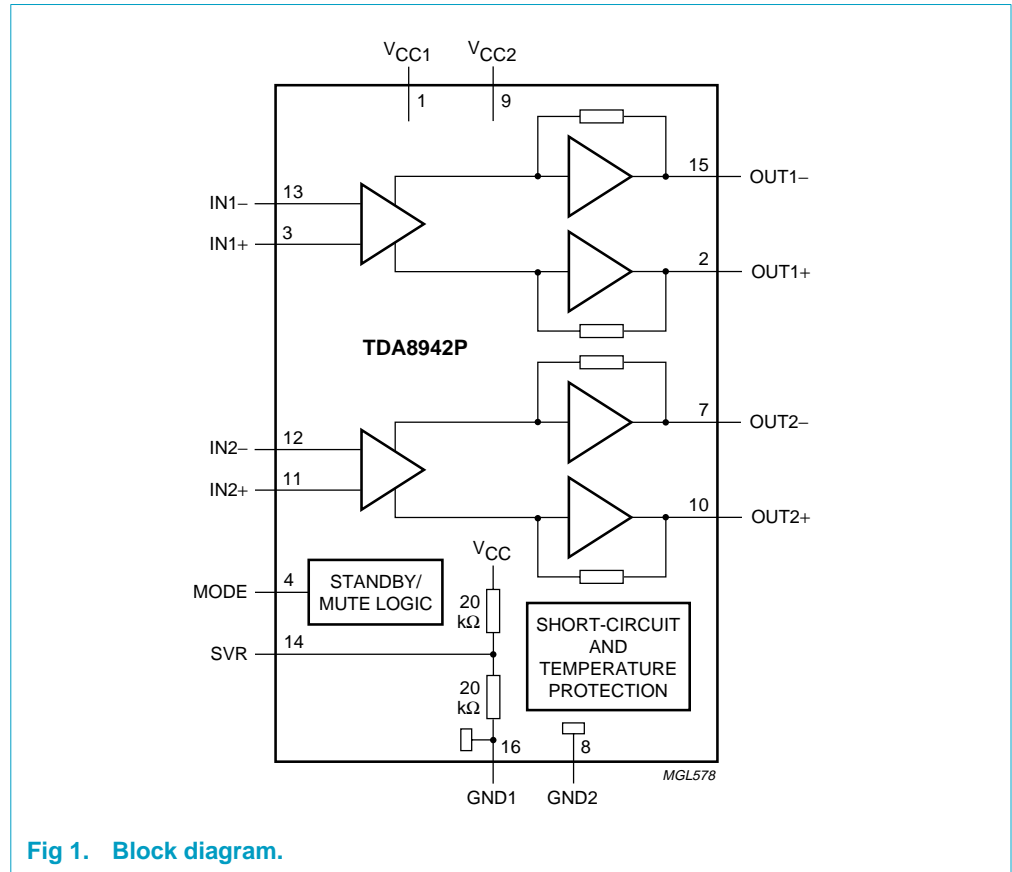 VCC1
VCC2
1
9
15
OUT1–
13
IN1–
3
IN1+
2
OUT1+
TDA8942P
7
OUT2–
12
IN2–
11
IN2+
10
OUT2+
VCC
4
MODE
STANDBY/
MUTE LOGIC
20
kΩ
SHORT-CIRCUIT
AND
TEMPERATURE
PROTECTION
14
SVR
20
kΩ
16
8
MGL578
GND1
GND2
Fig 1. Block diagram.